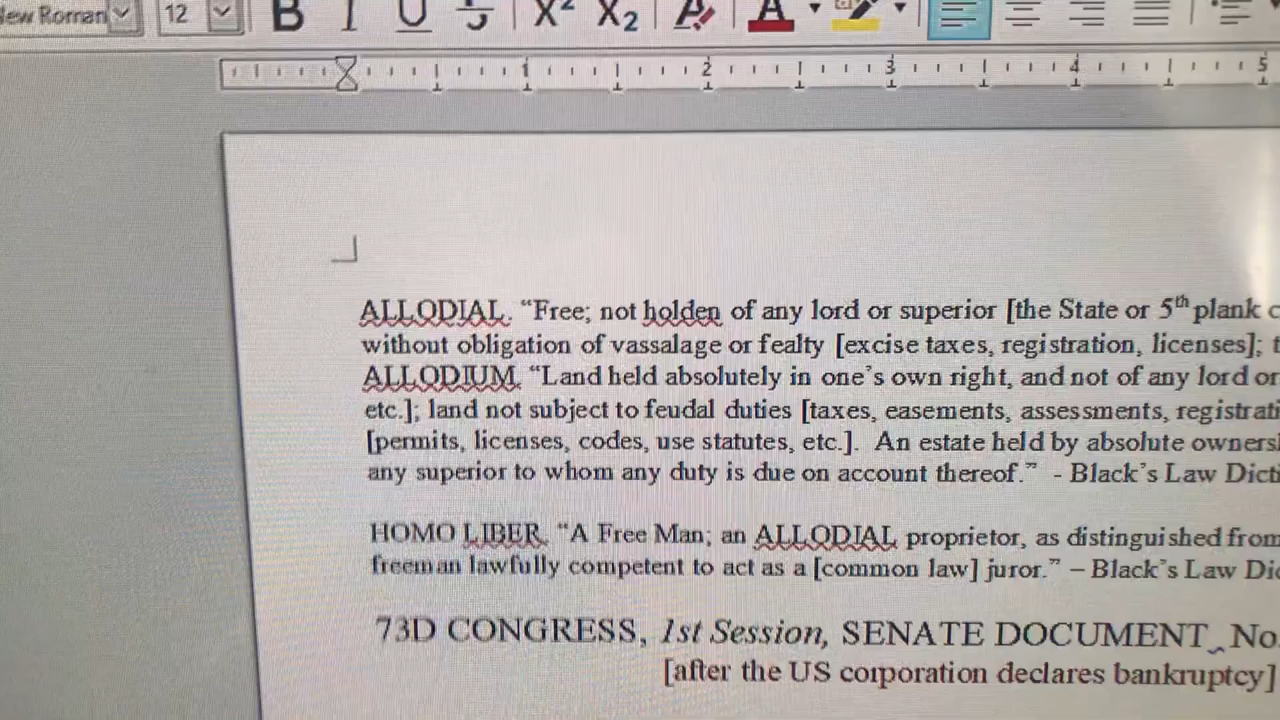 New Roman 12 B I U S X² X₂ A A
1 2 3 4 5
ALLODIAL. “Free; not holden of any lord or superior [the State or 5th plank
without obligation of vassalage or fealty [excise taxes, registration, licenses];
ALLODIUM. “Land held absolutely in one’s own right, and not of any lord or
etc.]; land not subject to feudal duties [taxes, easements, assessments, registrati
[permits, licenses, codes, use statutes, etc.]. An estate held by absolute owners
any superior to whom any duty is due on account thereof.” - Black’s Law Dicti
HOMO LIBER. “A Free Man; an ALLODIAL proprietor, as distinguished from
freeman lawfully competent to act as a [common law] juror.” – Black’s Law Dic
73D CONGRESS, 1st Session, SENATE DOCUMENT No.
[after the US corporation declares bankruptcy]